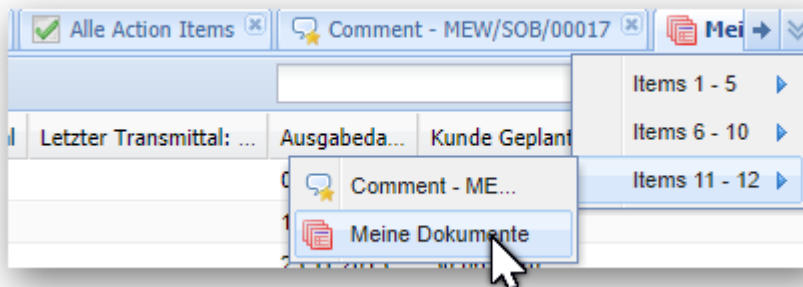 Alle Action Items
Comment - MEW/SOB/00017
Mei
Items 1 - 5
Letzter Transmittal: ...
Ausgabeda...
Kunde Geplant
Items 6 - 10
Items 11 - 12
Comment - ME...
Meine Dokumente